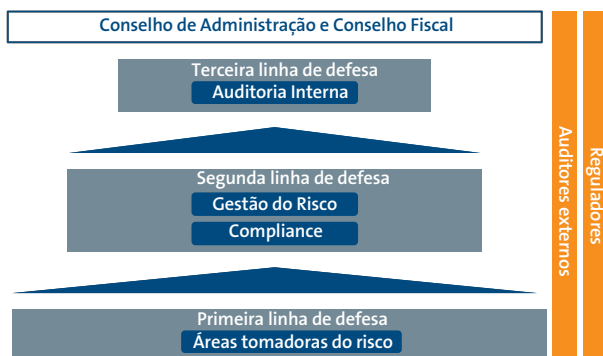 Conselho de Administração e Conselho Fiscal
Terceira linha de defesa
Auditoria Interna
Segunda linha de defesa
Gestão do Risco
Compliance
Primeira linha de defesa
Áreas tomadoras do risco
Auditores externos
Reguladores